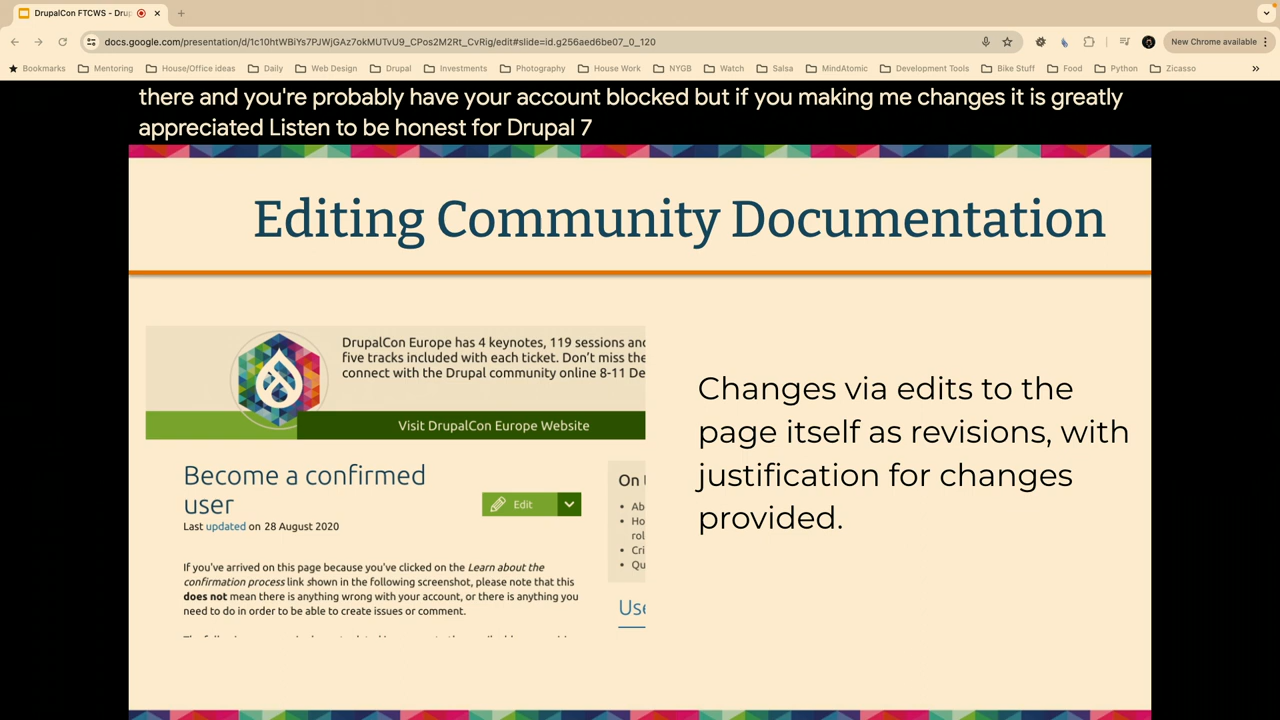 DrupalCon FTCWS - Drup
docs.google.com/presentation/d/1c10htWBiYs7PJWjGAz7okMUTvU9_CPos2M2Rt_CvRig/edit#slide=id.g256aed6be07_0_120
New Chrome available
Bookmarks Mentoring House/Office ideas Daily Web Design Drupal Investments Photography House Work NYGB Watch Salsa MindAtomic Development Tools Bike Stuff Food Python Zicasso
there and you're probably have your account blocked but if you making me changes it is greatly
appreciated Listen to be honest for Drupal 7
Editing Community Documentation
DrupalCon Europe has 4 keynotes, 119 sessions and
five tracks included with each ticket. Don't miss the
connect with the Drupal community online 8-11 De
Visit DrupalCon Europe Website
Become a confirmed
user
Edit
Last updated on 28 August 2020
If you've arrived on this page because you've clicked on the Learn about the
confirmation process link shown in the following screenshot, please note that this
does not mean there is anything wrong with your account, or there is anything you
need to do in order to be able to create issues or comment.
On t
Ab
Ho
rol
Cri
Qu
Use
Changes via edits to the
page itself as revisions, with
justification for changes
provided.